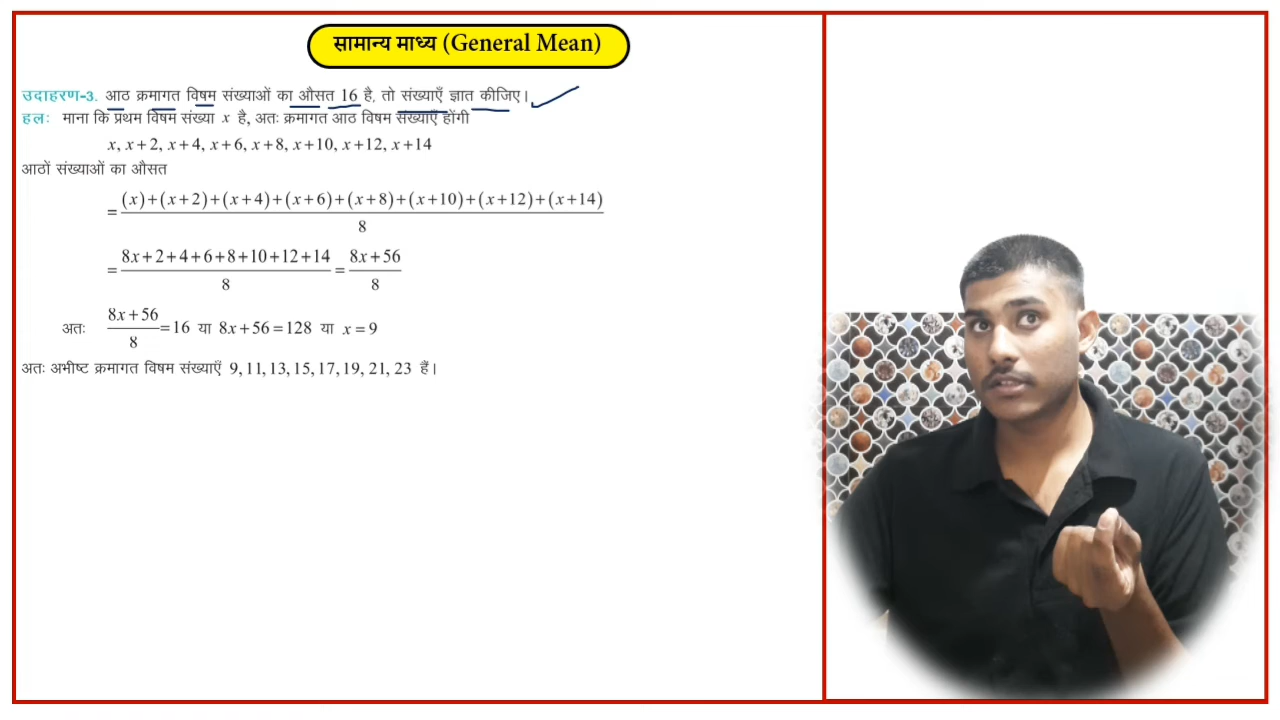 सामान्य माध्य (General Mean)
उदाहरण-3. आठ क्रमागत विषम संख्याओं का औसत 16 है, तो संख्याएँ ज्ञात कीजिए।
हलः माना कि प्रथम विषम संख्या x है, अतः क्रमागत आठ विषम संख्याएँ होंगी
x, x+2, x+4, x+6, x+8, x+10, x+12, x+14
आठों संख्याओं का औसत
= (x)+(x+2)+(x+4)+(x+6)+(x+8)+(x+10)+(x+12)+(x+14) / 8
= 8x+2+4+6+8+10+12+14 / 8 = 8x+56 / 8
अतः 8x+56 / 8 =16 या 8x+56=128 या x=9
अतः अभीष्ट क्रमागत विषम संख्याएँ 9, 11, 13, 15, 17, 19, 21, 23 हैं।